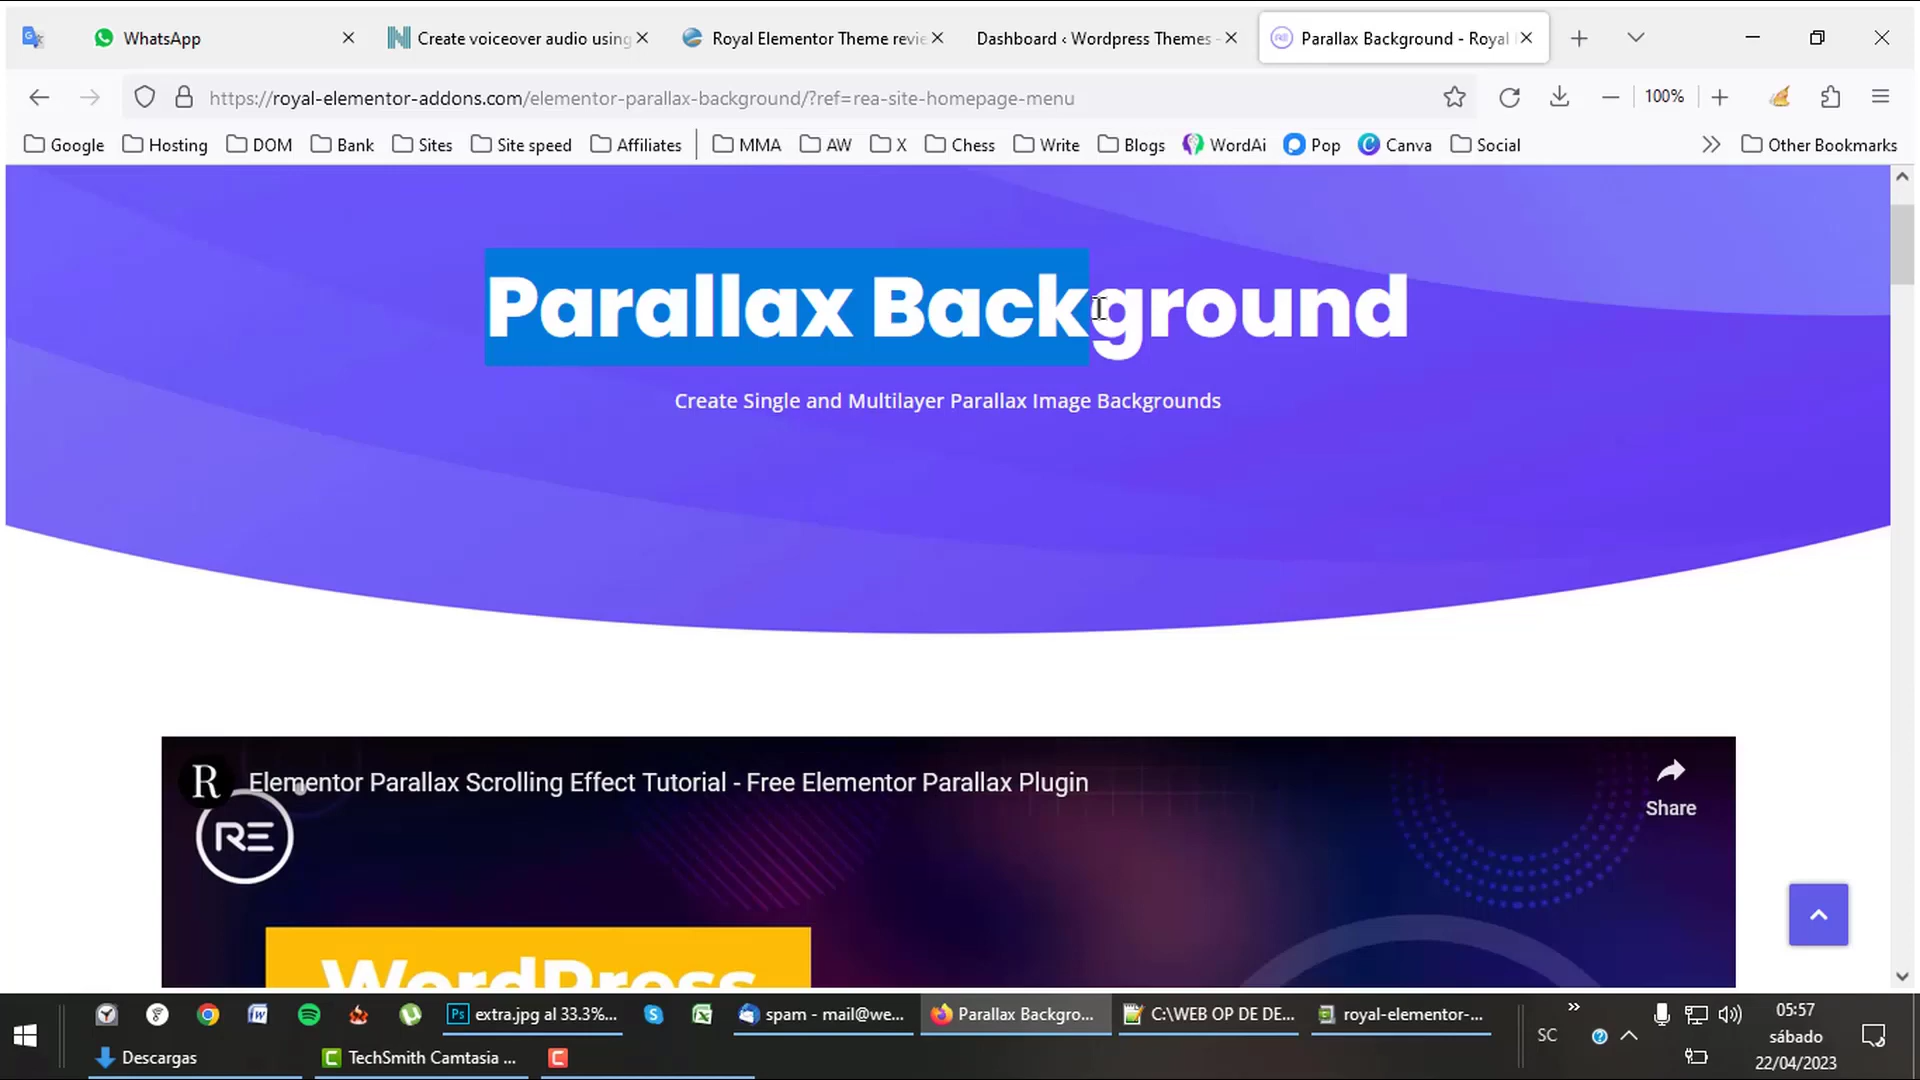 WhatsApp
Create voiceover audio using
Royal Elementor Theme revie
Dashboard ‹ Wordpress Themes -
Parallax Background - Royal
https://royal-elementor-addons.com/elementor-parallax-background/?ref=rea-site-homepage-menu
100%
Google
Hosting
DOM
Bank
Sites
Site speed
Affiliates
MMA
AW
X
Chess
Write
Blogs
WordAi
Pop
Canva
Social
Other Bookmarks
Parallax Background
Create Single and Multilayer Parallax Image Backgrounds
R
Elementor Parallax Scrolling Effect Tutorial - Free Elementor Parallax Plugin
Share
RE
WordPress
extra.jpg al 33.3%...
spam - mail@we...
Parallax Backgro...
C:\WEB OP DE DE...
royal-elementor-...
SC
05:57
sábado
22/04/2023
Descargas
TechSmith Camtasia ...